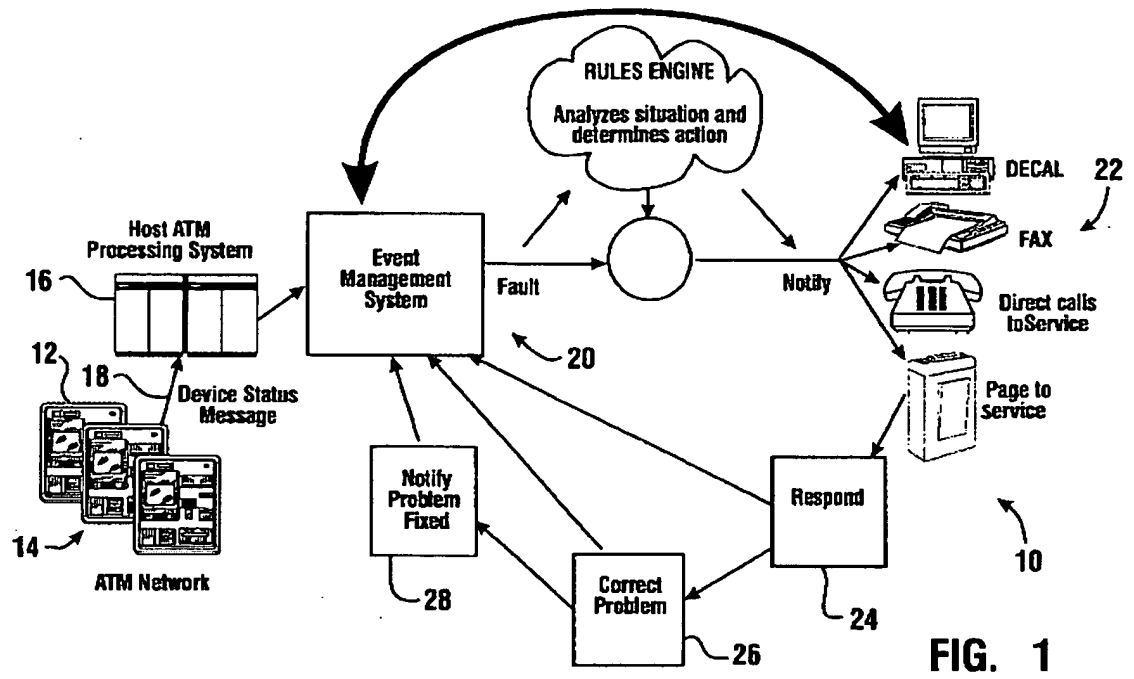 RULES ENGINE
Analyzes situation and
determines action
DECAL
22
FAX
Host ATM
Processing System
16
Event
Management
System
Fault
Notify
Direct calls
toService
20
12
18
Device Status
Message
Page to
Service
Notify
Problem
Fixed
Respond
14
10
ATM Network
28
Correct
Problem
24
26
FIG. 1